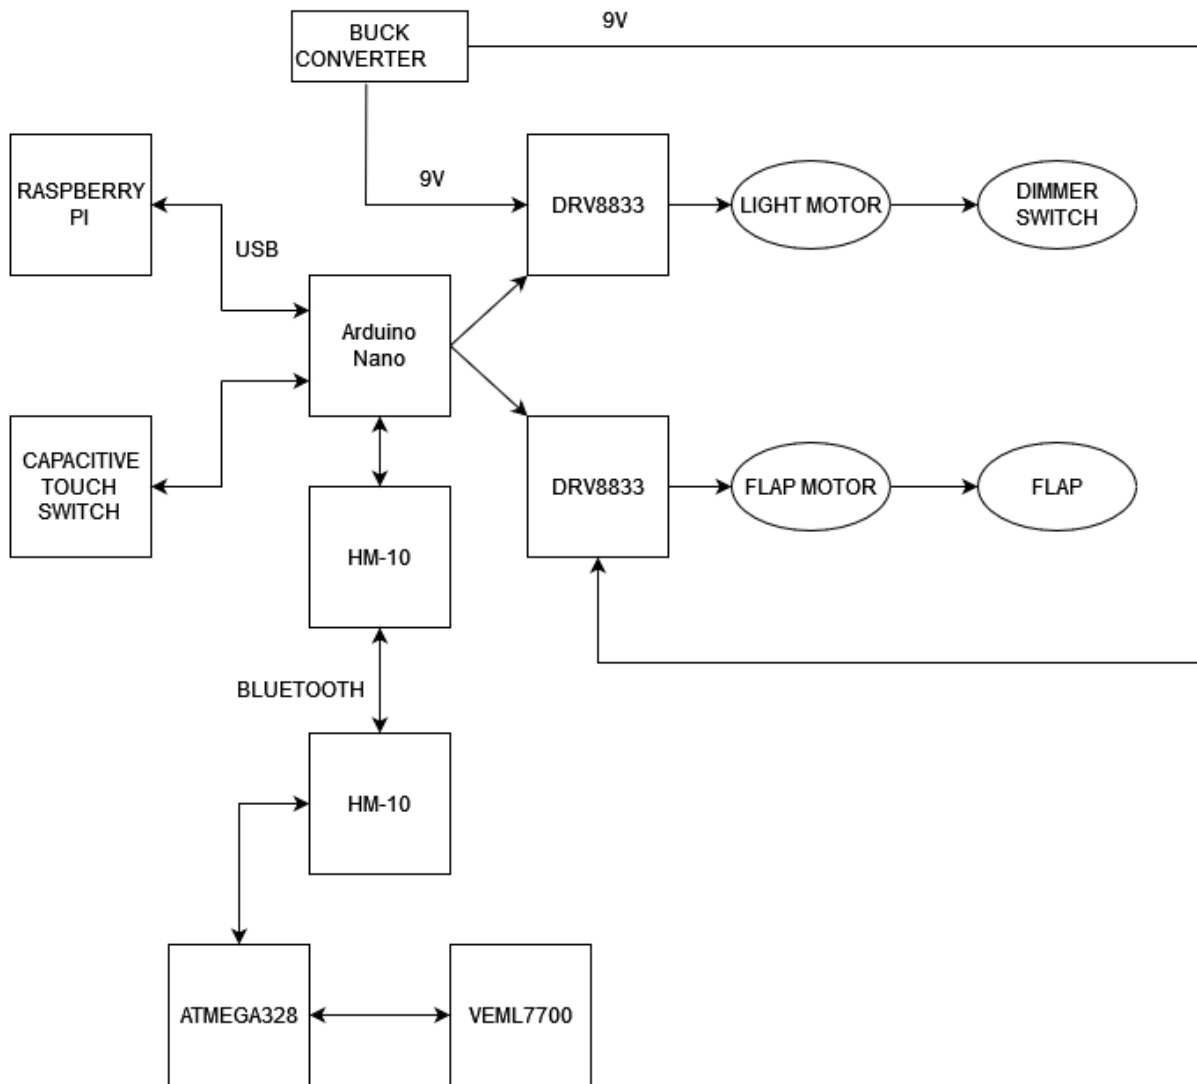 9V
BUCK
CONVERTER
RASPBERRY
PI
9V
DRV8833
LIGHT MOTOR
DIMMER
SWITCH
USB
Arduino
Nano
CAPACITIVE
TOUCH
SWITCH
DRV8833
FLAP MOTOR
FLAP
HM-10
BLUETOOTH
HM-10
ATMEGA328
VEML7700